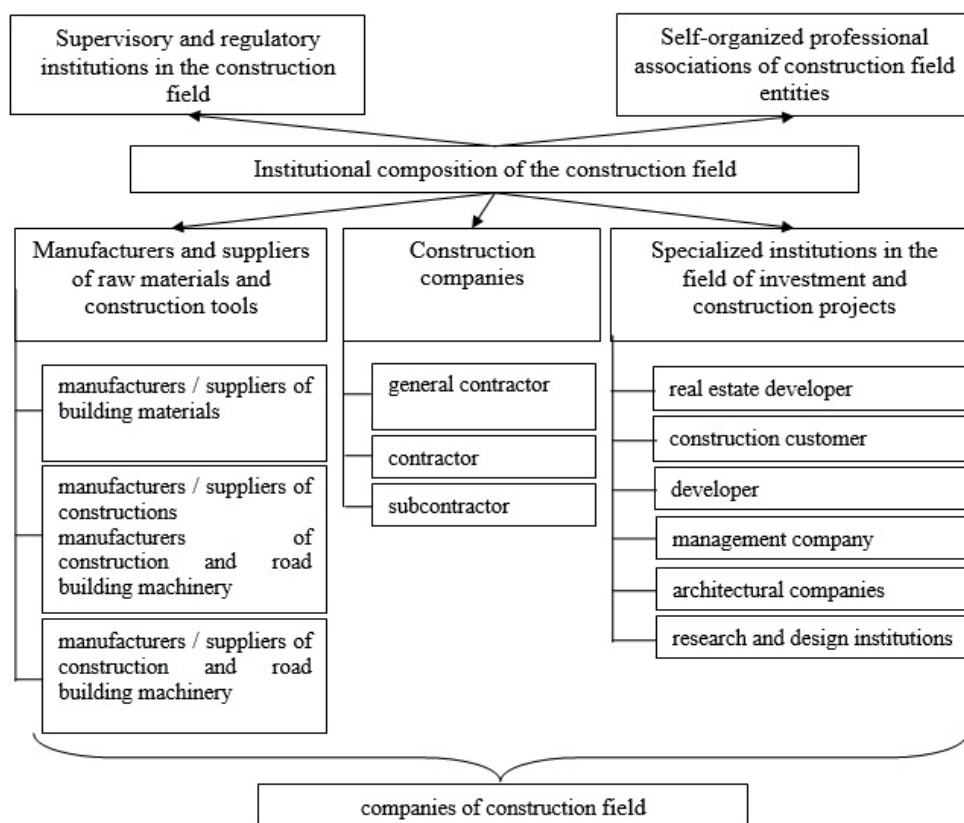 Supervisory and regulatory
institutions in the construction
field
Self-organized professional
associations of construction field
entities
Institutional composition of the construction field
Manufacturers and suppliers
of raw materials and
construction tools
Construction
companies
Specialized institutions in the
field of investment and
construction projects
manufacturers / suppliers of
building materials
manufacturers / suppliers of
constructions
manufacturers of
construction and road
building machinery
manufacturers / suppliers of
construction and road
building machinery
general contractor
contractor
subcontractor
real estate developer
construction customer
developer
management company
architectural companies
research and design institutions
companies of construction field